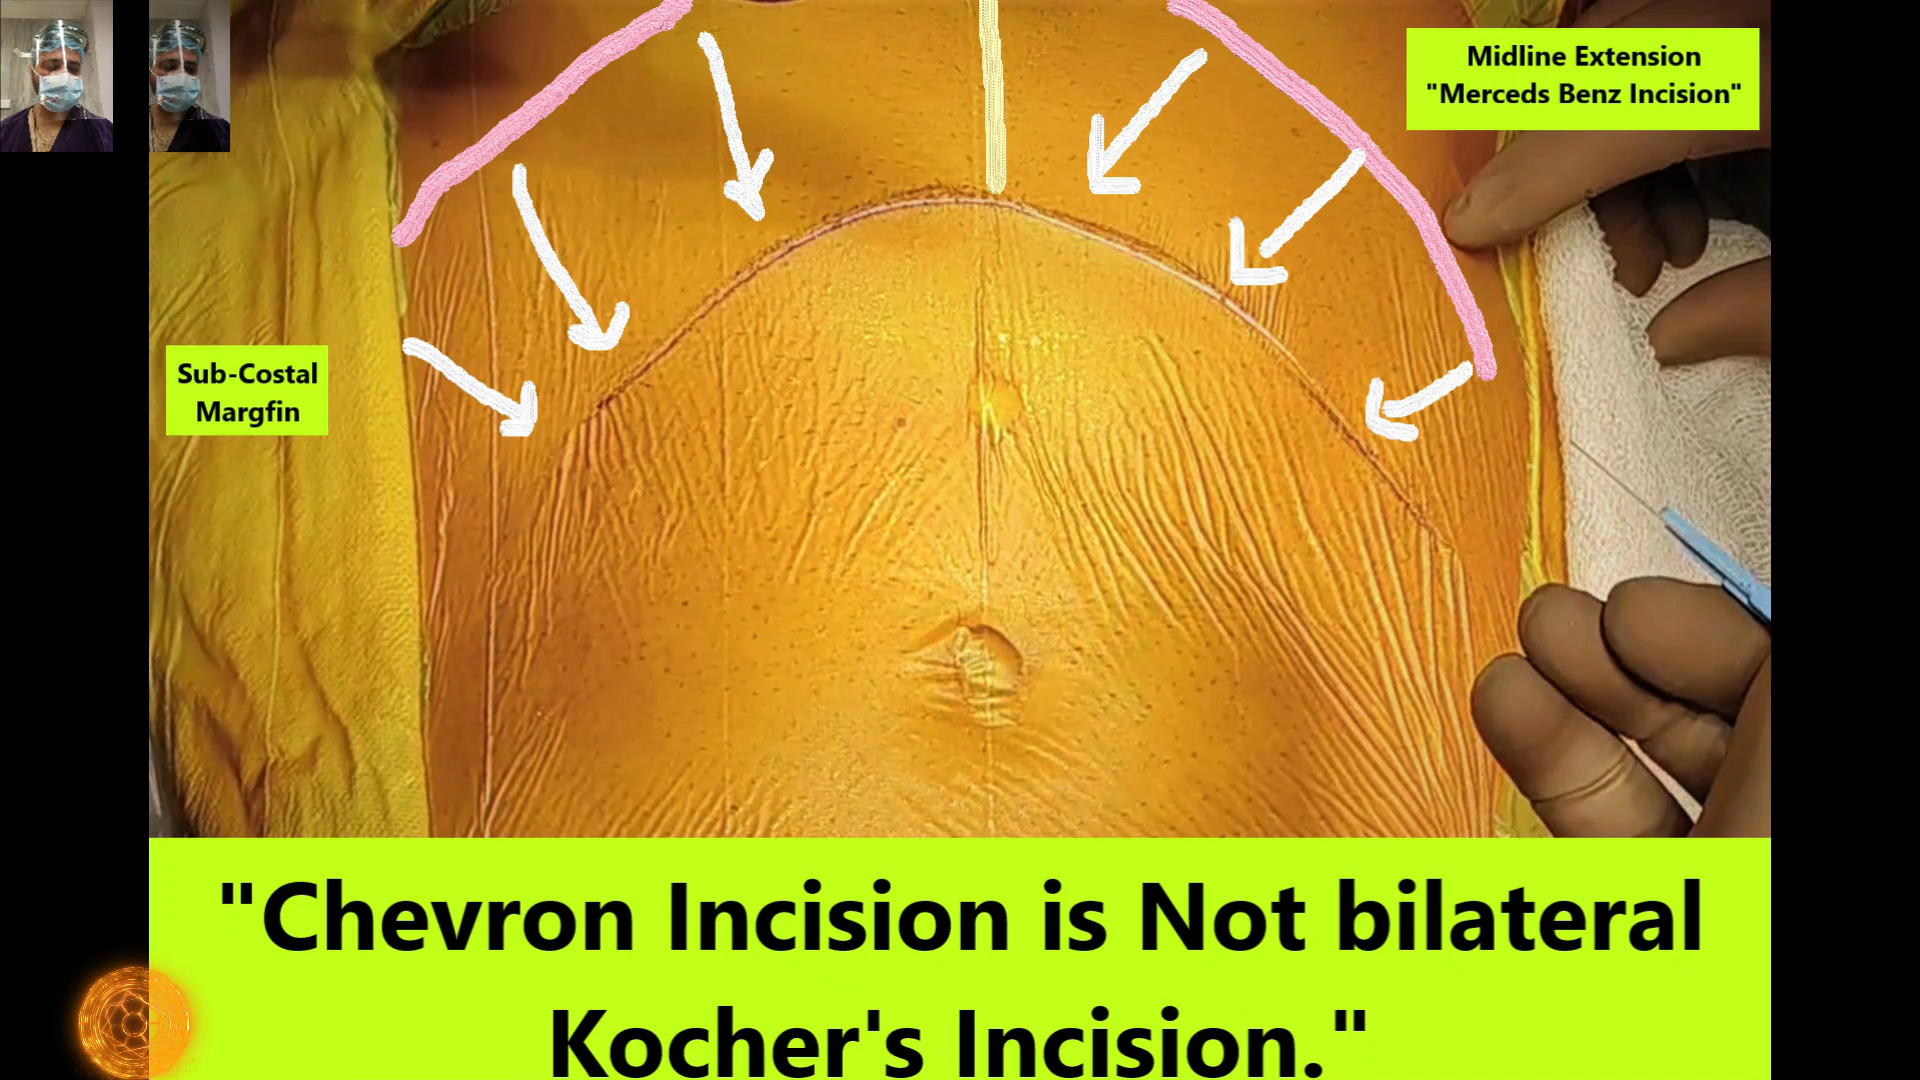 Midline Extension
"Merceds Benz Incision"
Sub-Costal
Margfin
"Chevron Incision is Not bilateral
Kocher's Incision."